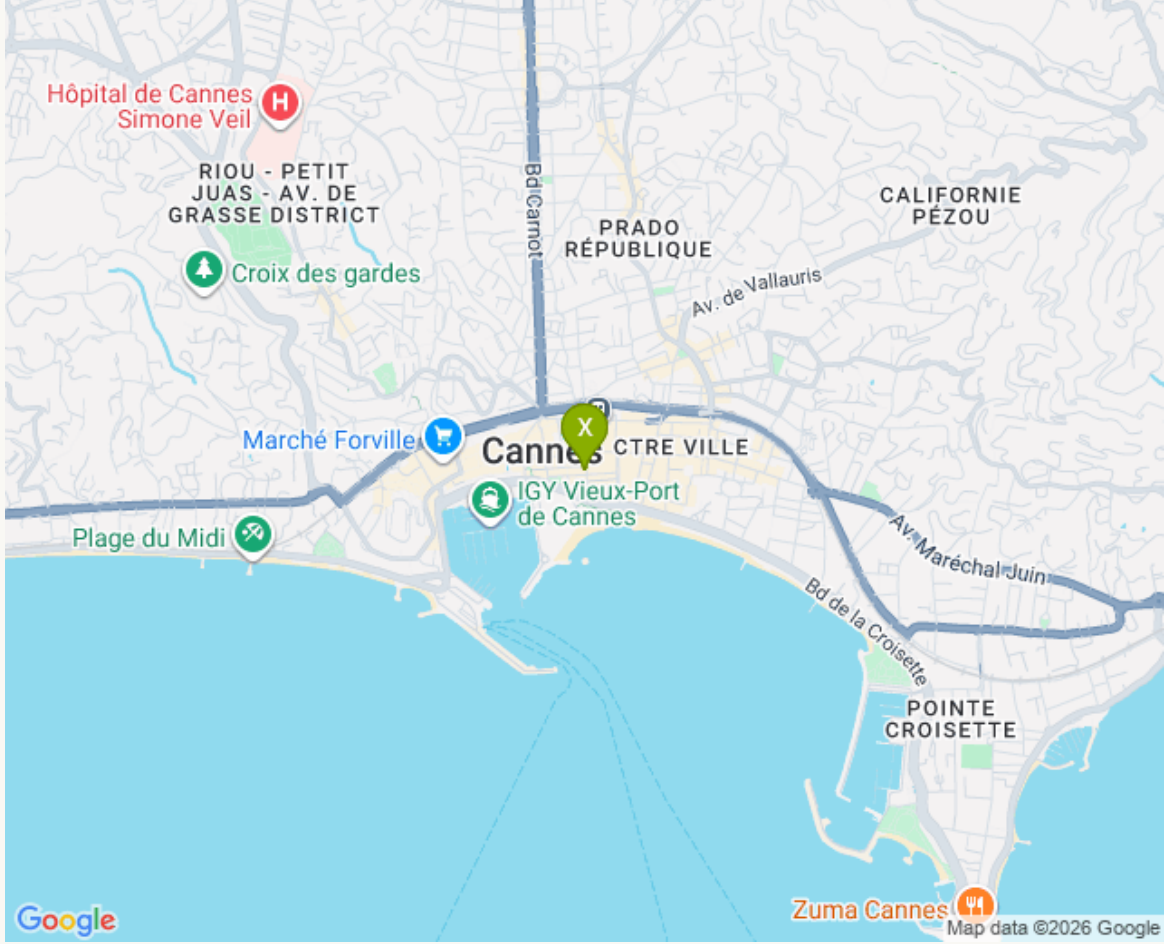 Hôpital de Cannes
Simone Veil
H
RIOU - PETIT
JUAS - AV. DE
GRASSE DISTRICT
Bd Carnot
CALIFORNIE
PÉZOU
PRADO
RÉPUBLIQUE
Croix des gardes
Av. de Vallauris
X
Marché Forville
Cannes
CTRE VILLE
IGY Vieux-Port
de Cannes
Plage du Midi
Av. Maréchal Juin
Bd de la Croisette
POINTE
CROISETTE
Zuma Cannes
Google
Map data ©2026 Google